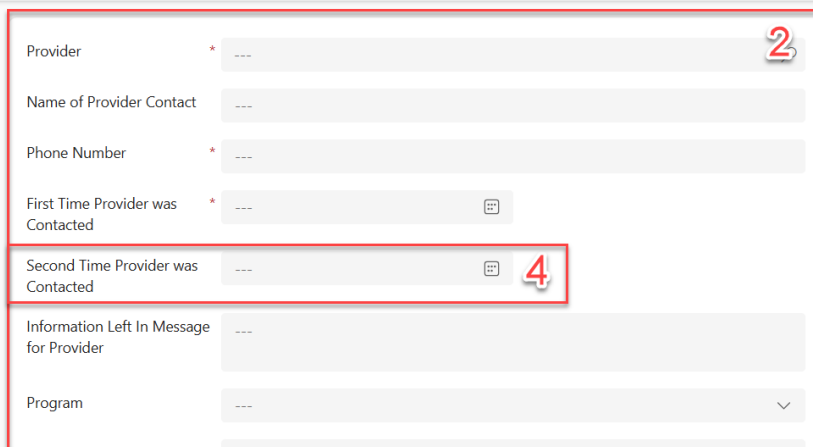 Provider * --- 2
Name of Provider Contact ---
Phone Number * ---
First Time Provider was * ---
Contacted
Second Time Provider was --- 4
Contacted
Information Left In Message ---
for Provider
Program ---